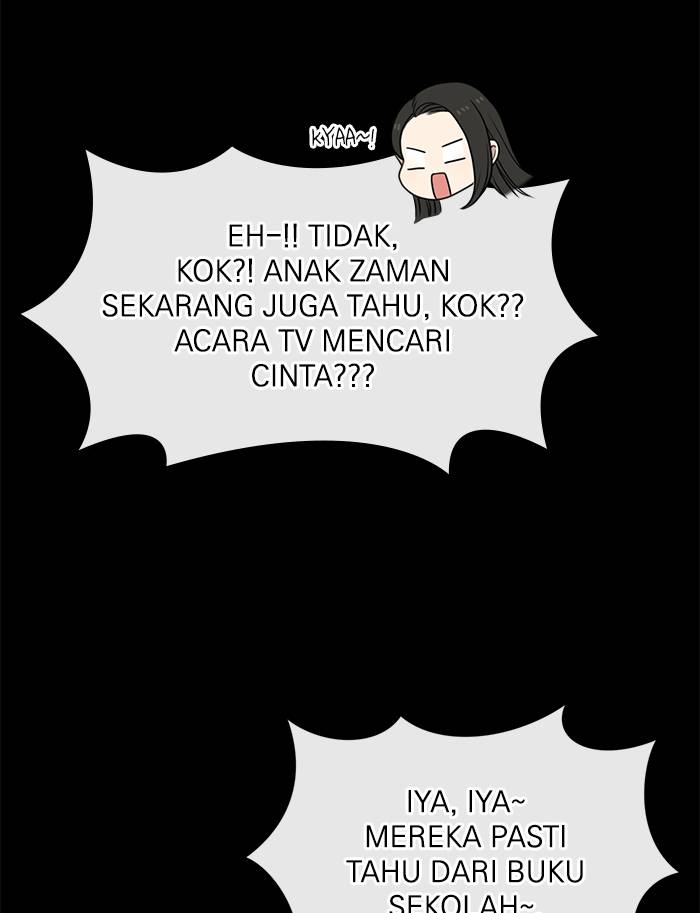 KYAA~!
EH-!! TIDAK,
KOK?! ANAK ZAMAN
SEKARANG JUGA TAHU, KOK??
ACARA TV MENCARI
CINTA???
IYA, IYA~
MEREKA PASTI
TAHU DARI BUKU
SEKOLAH~